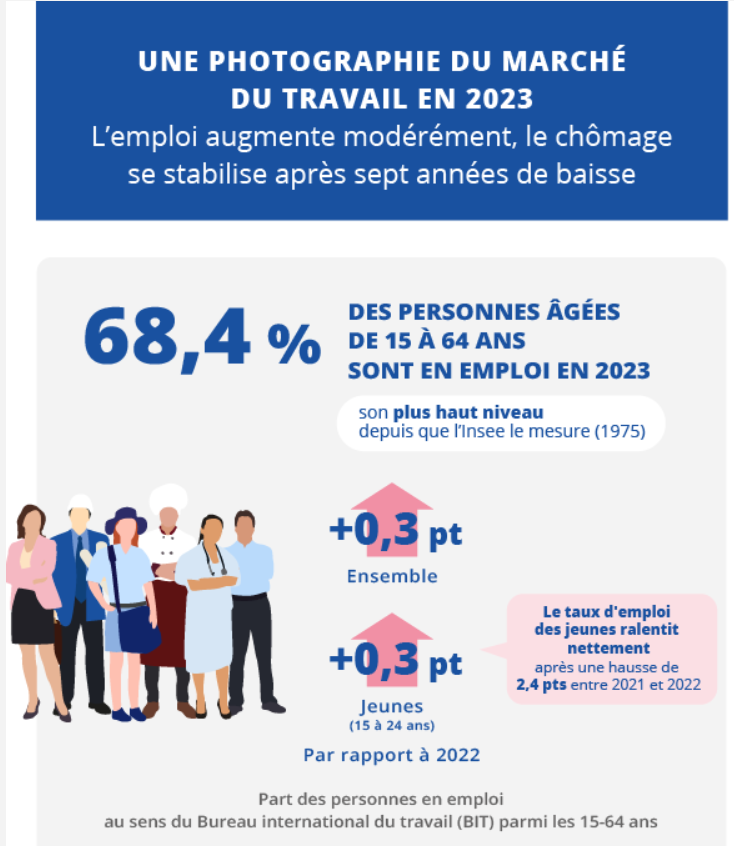 UNE PHOTOGRAPHIE DU MARCHÉ
DU TRAVAIL EN 2023
L'emploi augmente modérément, le chômage
se stabilise après sept années de baisse
68,4 %
DES PERSONNES ÂGÉES
DE 15 À 64 ANS
SONT EN EMPLOI EN 2023
son plus haut niveau
depuis que l'Insee le mesure (1975)
+0,3 pt
Ensemble
+0,3 pt
Jeunes
(15 à 24 ans)
Le taux d'emploi
des jeunes ralentit
nettement
après une hausse de
2,4 pts entre 2021 et 2022
Par rapport à 2022
Part des personnes en emploi
au sens du Bureau international du travail (BIT) parmi les 15-64 ans